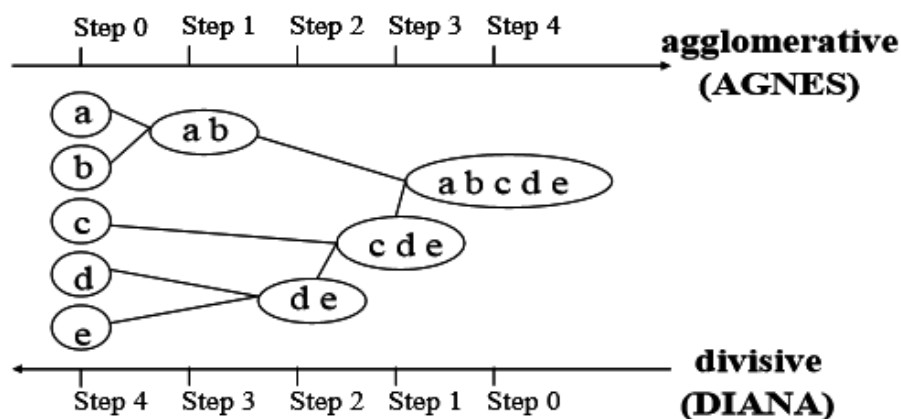 Step 0 Step 1 Step 2 Step 3 Step 4
agglomerative
(AGNES)
a
a b
b
a b c d e
c
c d e
d
d e
e
divisive
(DIANA)
Step 4 Step 3 Step 2 Step 1 Step 0